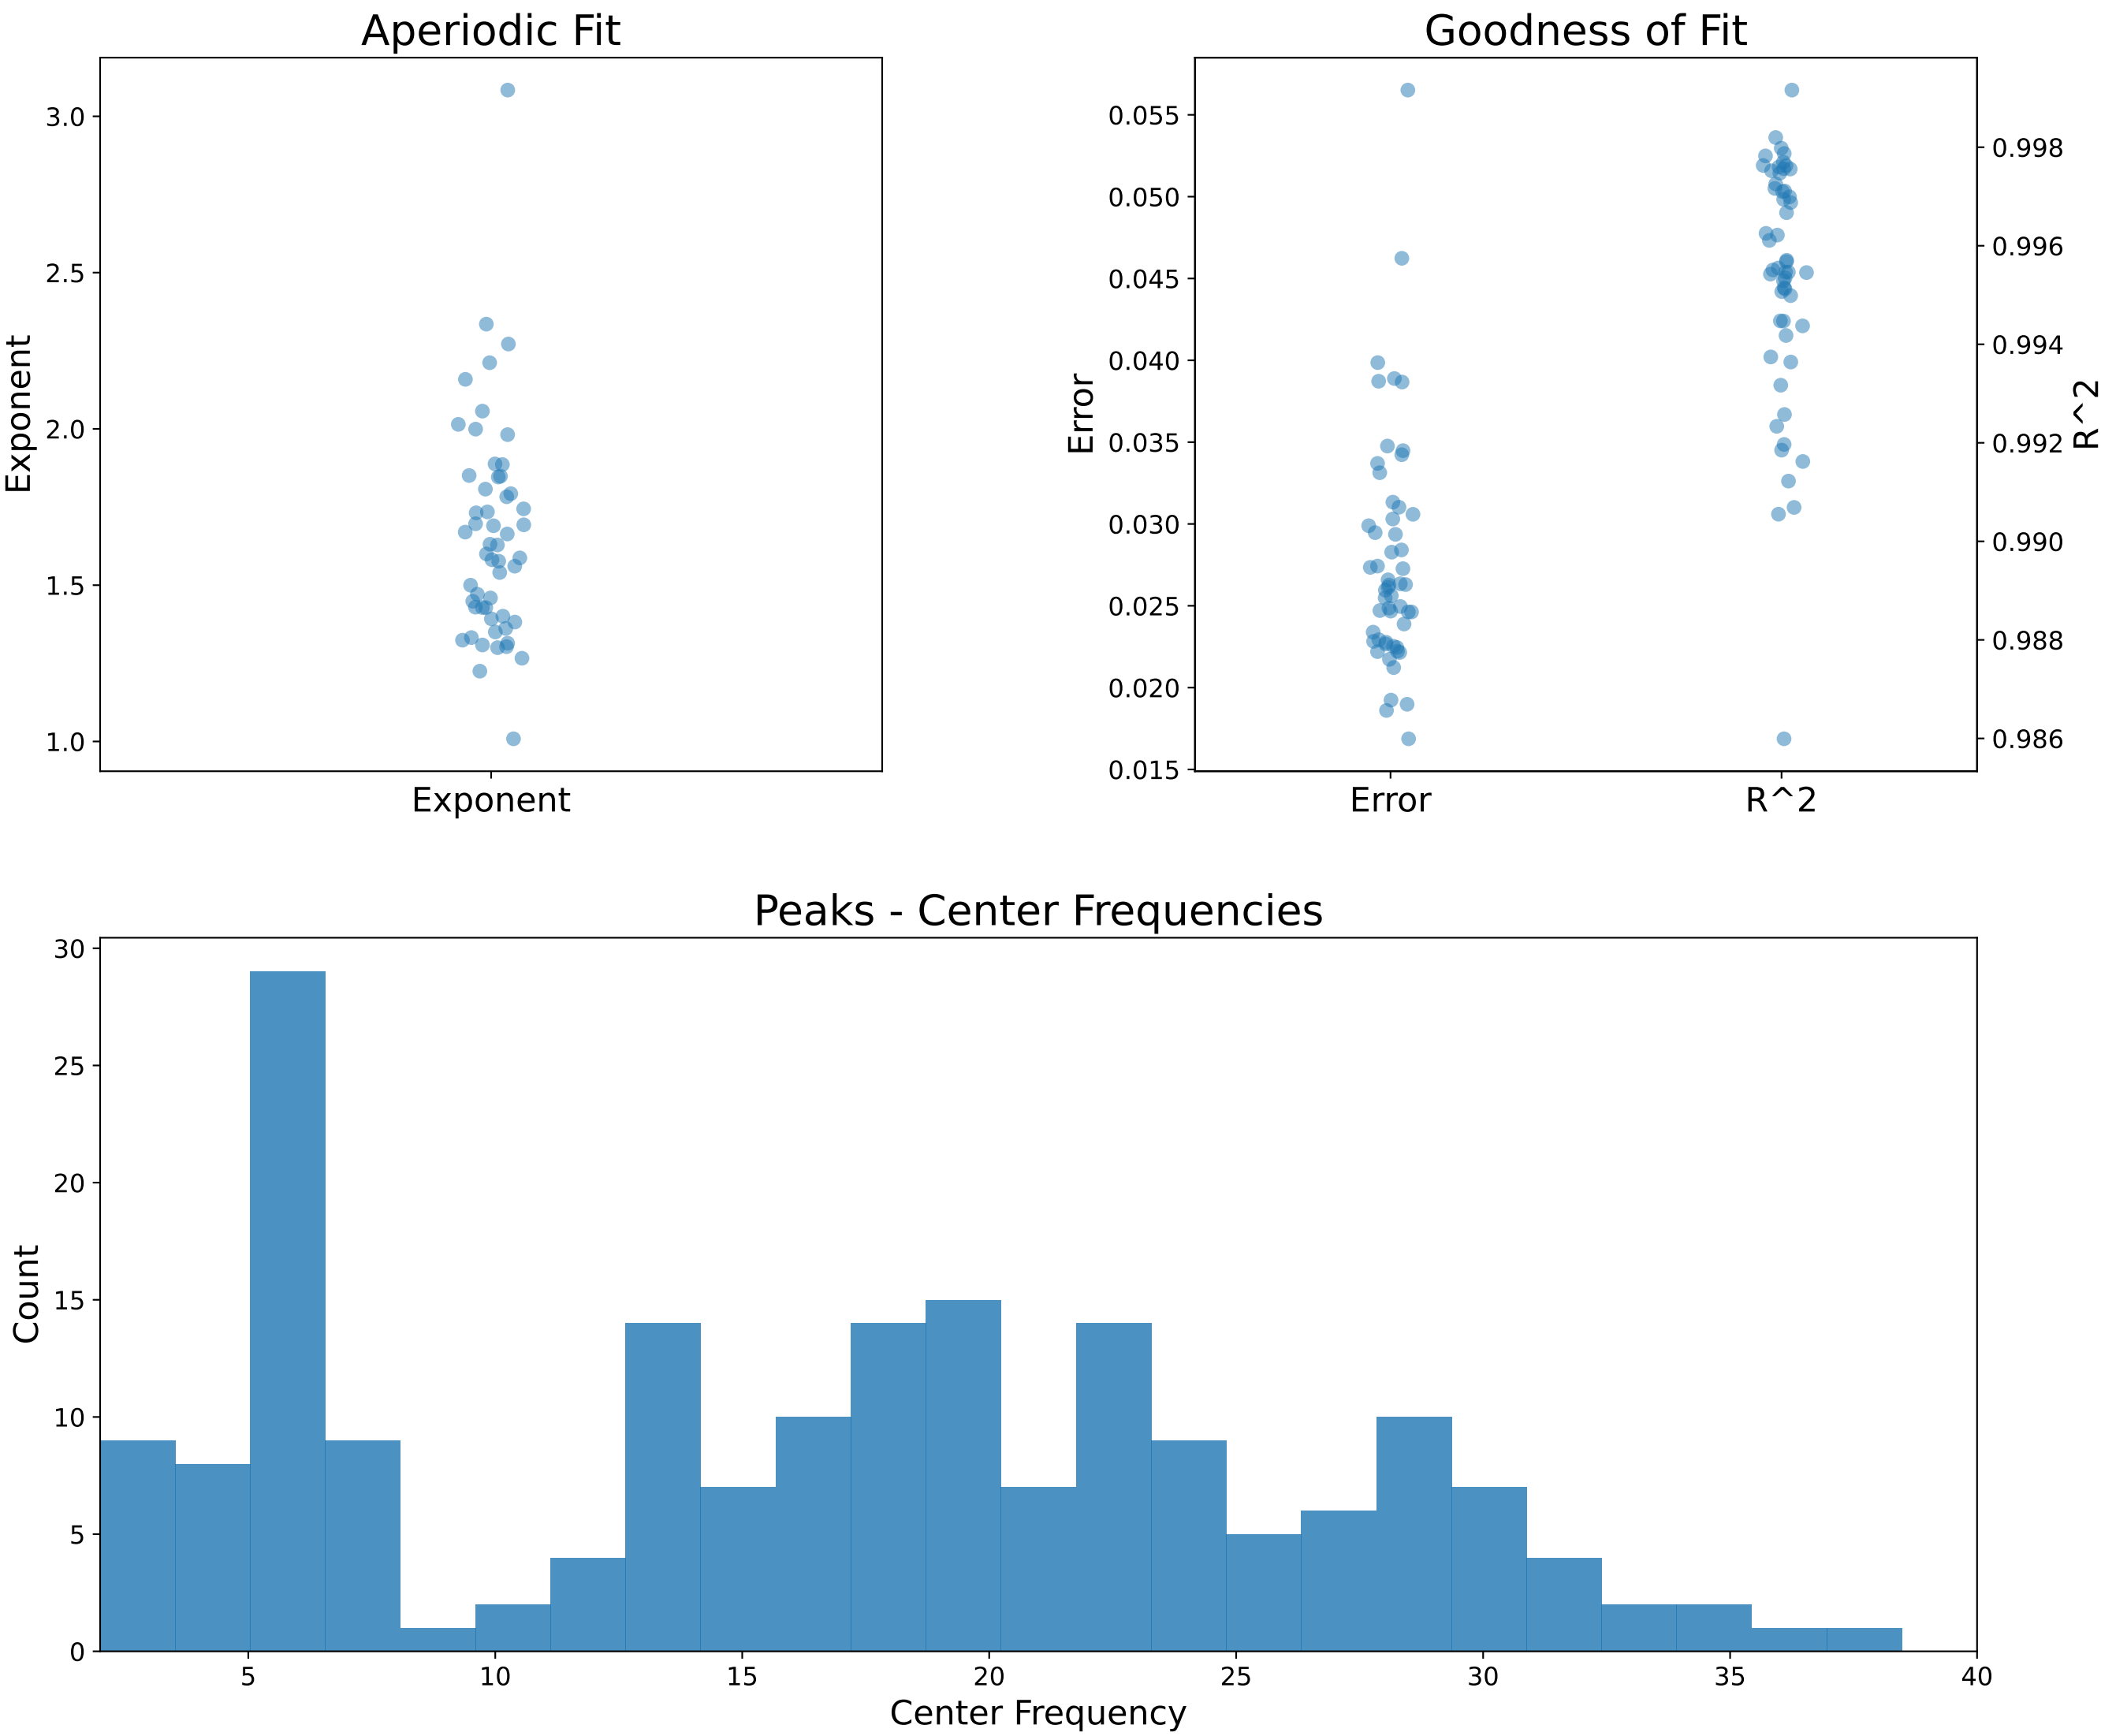 Aperiodic Fit
3.0
2.5
2.0
1.5
1.0
Exponent
Exponent
Goodness of Fit
0.055
0.050
0.045
0.040
0.035
0.030
0.025
0.020
0.015
Error
Error
R^2
0.998
0.996
0.994
0.992
0.990
0.988
0.986
R^2
Peaks - Center Frequencies
30
25
20
15
10
5
0
Count
5 10 15 20 25 30 35 40
Center Frequency